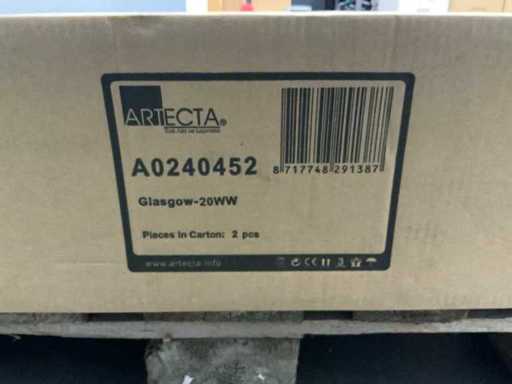 ARTECTA®
A0240452
8 717748 291387
Glasgow-20WW
Pieces in Carton: 2 pcs
www.artecta.info